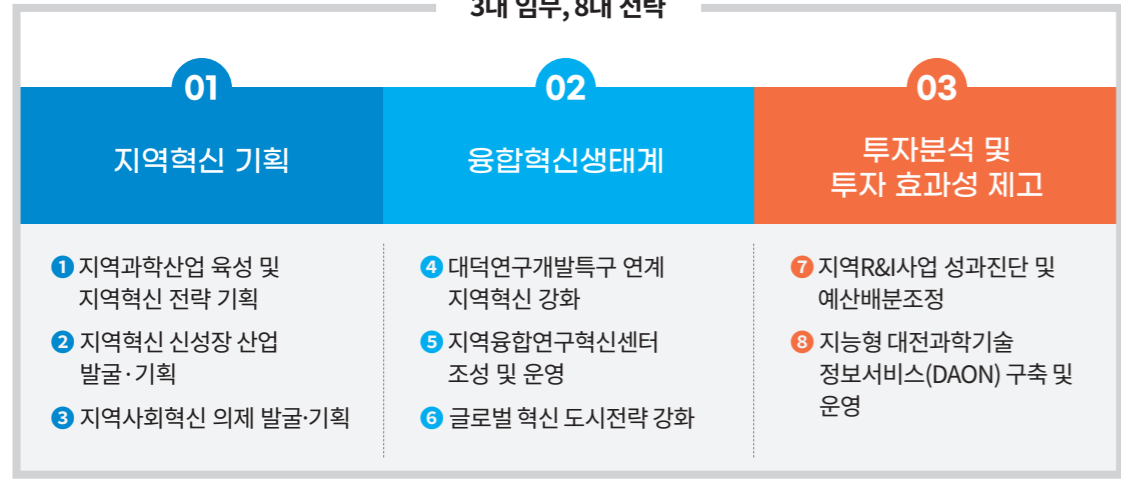 3대 임무, 8대 전략
01
지역혁신 기획
❶ 지역과학산업 육성 및
지역혁신 전략 기획
❷ 지역혁신 신성장 산업
발굴·기획
❸ 지역사회혁신 의제 발굴·기획
02
융합혁신생태계
❹ 대덕연구개발특구 연계
지역혁신 강화
❺ 지역융합연구혁신센터
조성 및 운영
❻ 글로벌 혁신 도시전략 강화
03
투자분석 및
투자 효과성 제고
❼ 지역R&I사업 성과진단 및
예산배분조정
❽ 지능형 대전과학기술
정보서비스(DAON) 구축 및
운영